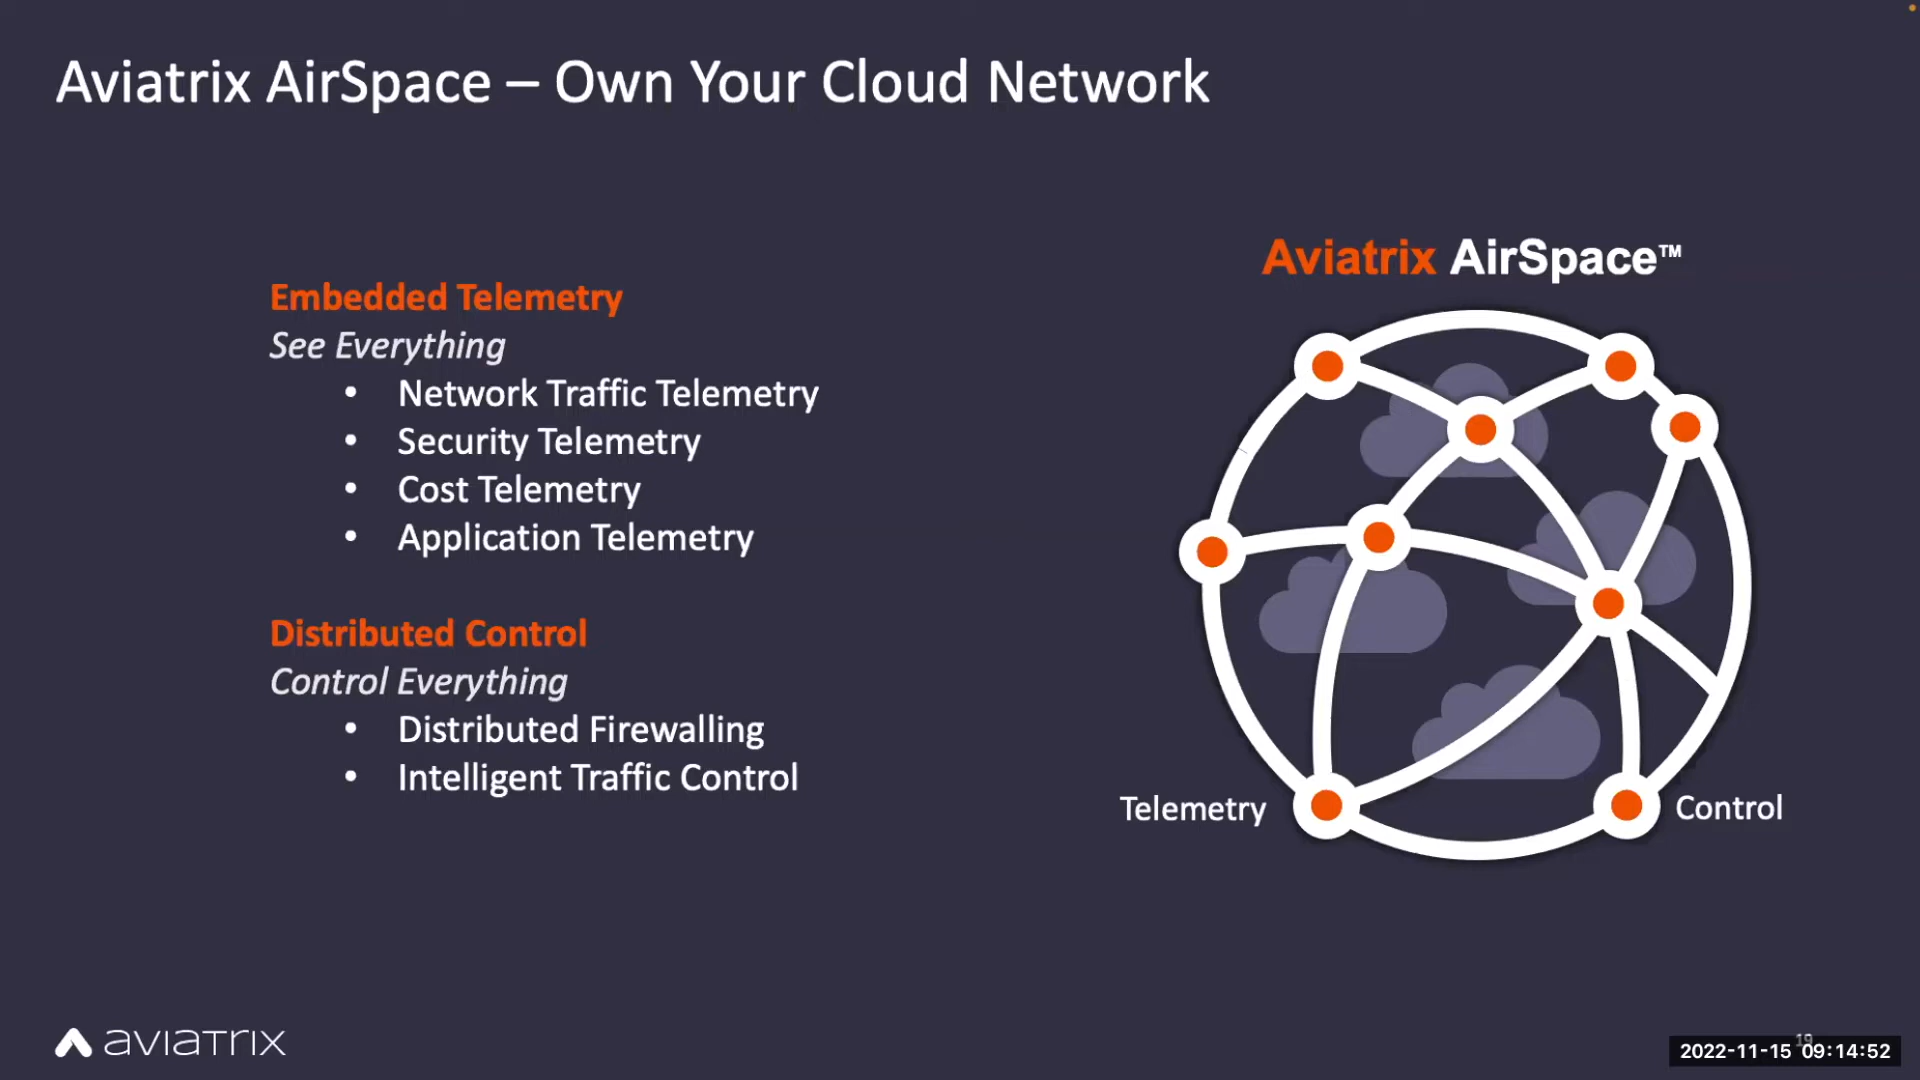 Aviatrix AirSpace – Own Your Cloud Network
Embedded Telemetry
See Everything
• Network Traffic Telemetry
• Security Telemetry
• Cost Telemetry
• Application Telemetry
Distributed Control
Control Everything
• Distributed Firewalling
• Intelligent Traffic Control
Aviatrix AirSpace™
Telemetry
Control
aviatrix
19
2022-11-15 09:14:52